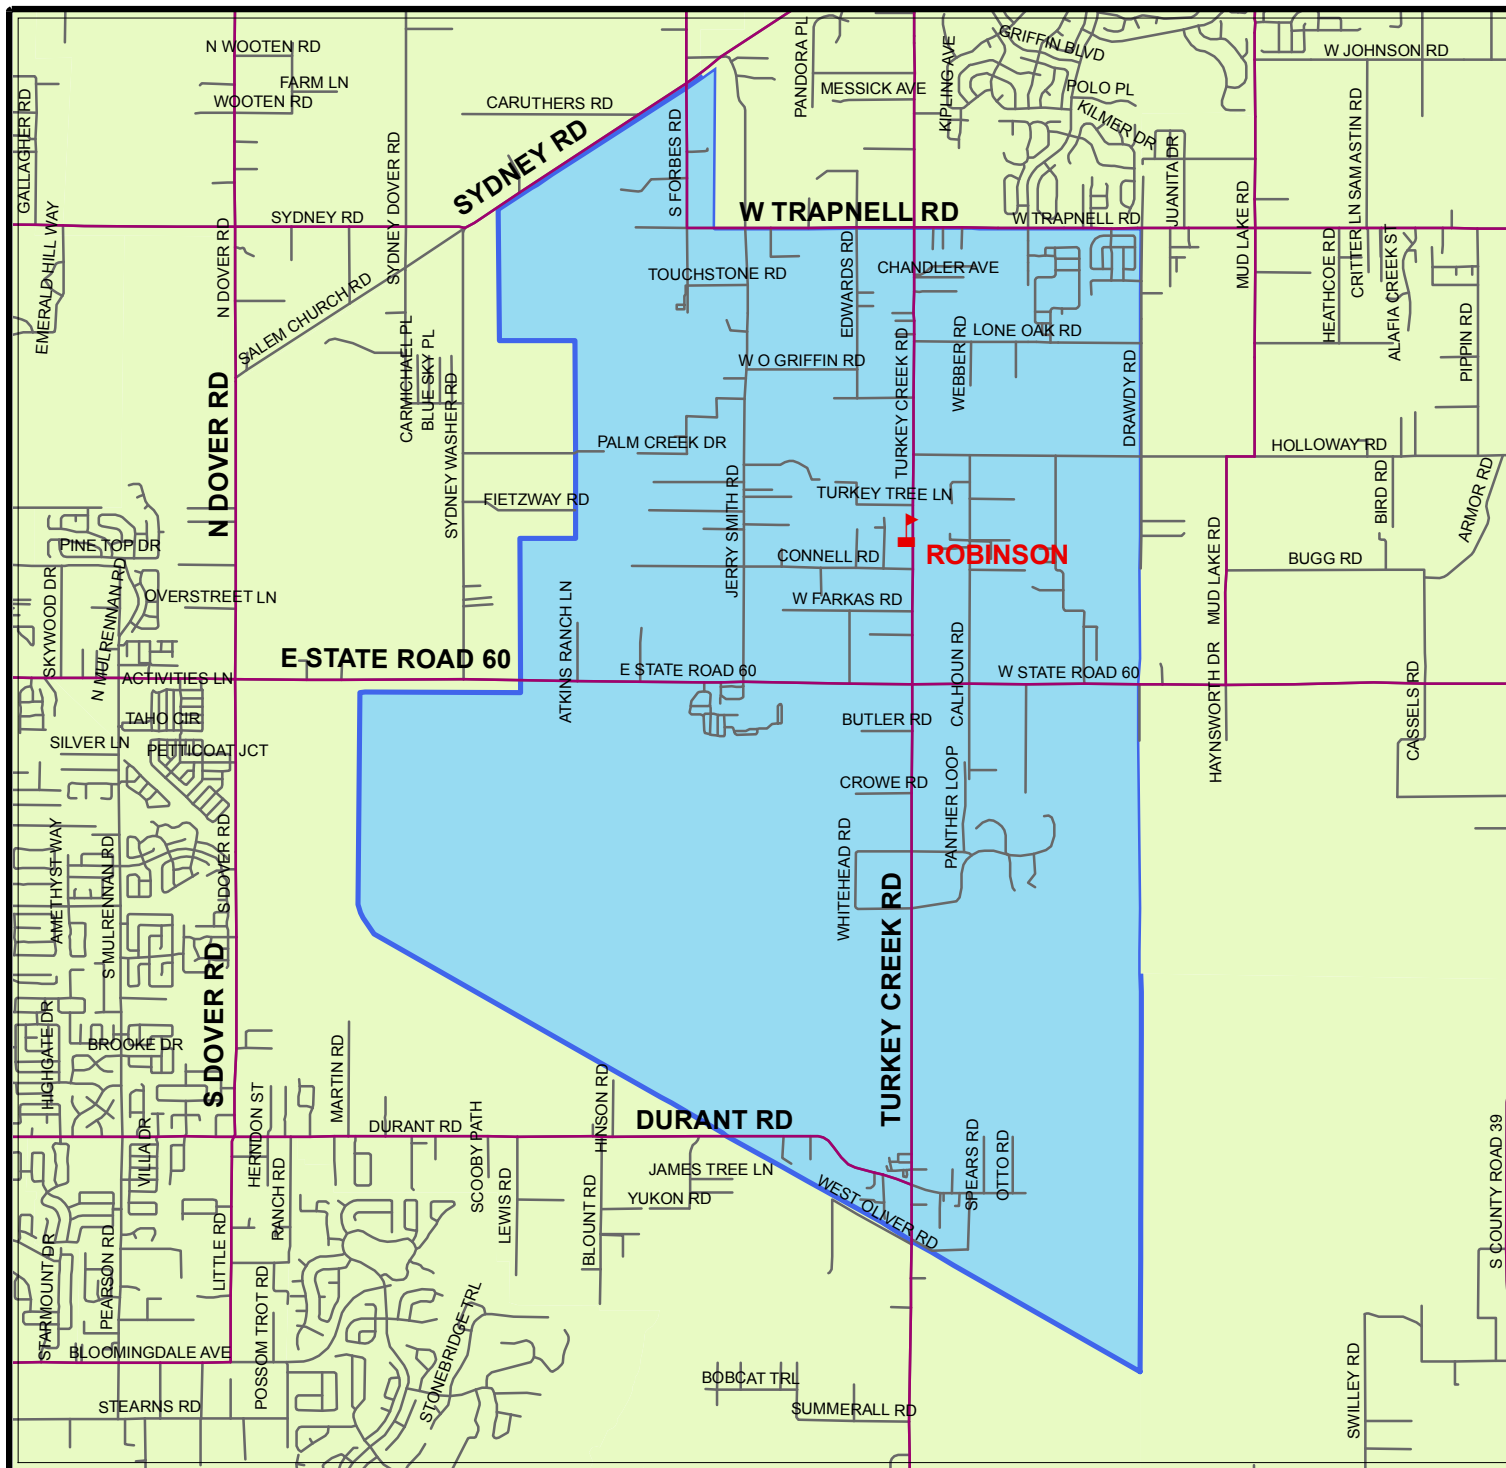 N WOOTEN RD
FARM LN
WOOTEN RD
CARUTHERS RD
PANDORA PL
MESSICK AVE
KIPLING AVE
GRIFFIN BLVD
POLO PL
KILMER DR
W JOHNSON RD
GALLAGHER RD
SYDNEY DOVER RD
SYDNEY RD
S FORBES RD
JUANITA DR
MUD LAKE RD
SAM ASTIN RD
CRITTER LN
EMERALD HILL WAY
N DOVER RD
SYDNEY RD
W TRAPNELL RD
W TRAPNELL RD
HEATHCOE RD
ALAFIA CREEK ST
PIPPIN RD
SALEM CHURCH RD
TOUCHSTONE RD
EDWARDS RD
CHANDLER AVE
CARMICHAEL PL
BLUE SKY PL
SYDNEY WASHER RD
W O GRIFFIN RD
TURKEY CREEK RD
WEBBER RD
LONE OAK RD
DRAWDY RD
N DOVER RD
PALM CREEK DR
HOLLOWAY RD
FIETZWAY RD
JERRY SMITH RD
TURKEY TREE LN
BIRD RD
ARMOR RD
PINE TOP DR
CONNELL RD
ROBINSON
MUD LAKE RD
BUGG RD
SKYWOOD DR
N MULRENNAN RD
OVERSTREET LN
ATKINS RANCH LN
W FARKAS RD
CALHOUN RD
E STATE ROAD 60
E STATE ROAD 60
W STATE ROAD 60
ACTIVITIES LN
TAHO CIR
HAYNSWORTH DR
CASSELS RD
SILVER LN
PETTICOAT JCT
BUTLER RD
CROWE RD
PANTHER LOOP
AMETHYST WAY
S MULRENNAN RD
S DOVER RD
WHITEHEAD RD
S DOVER RD
TURKEY CREEK RD
HIGHGATE DR
BROOKE DR
MARTIN RD
HERNDON ST
DURANT RD
HINSON RD
DURANT RD
VILLA DR
RANCH RD
SCOOBY PATH
LEWIS RD
JAMES TREE LN
YUKON RD
BLOUNT RD
WEST OLIVER RD
SPEARS RD
OTTO RD
S COUNTY ROAD 39
STARMOUNT DR
PEARSON RD
LITTLE RD
POSSOM TROT RD
STONEBRIDGE TRL
BLOOMINGDALE AVE
BOBCAT TRL
STEARNS RD
SUMMERALL RD
SWILLEY RD